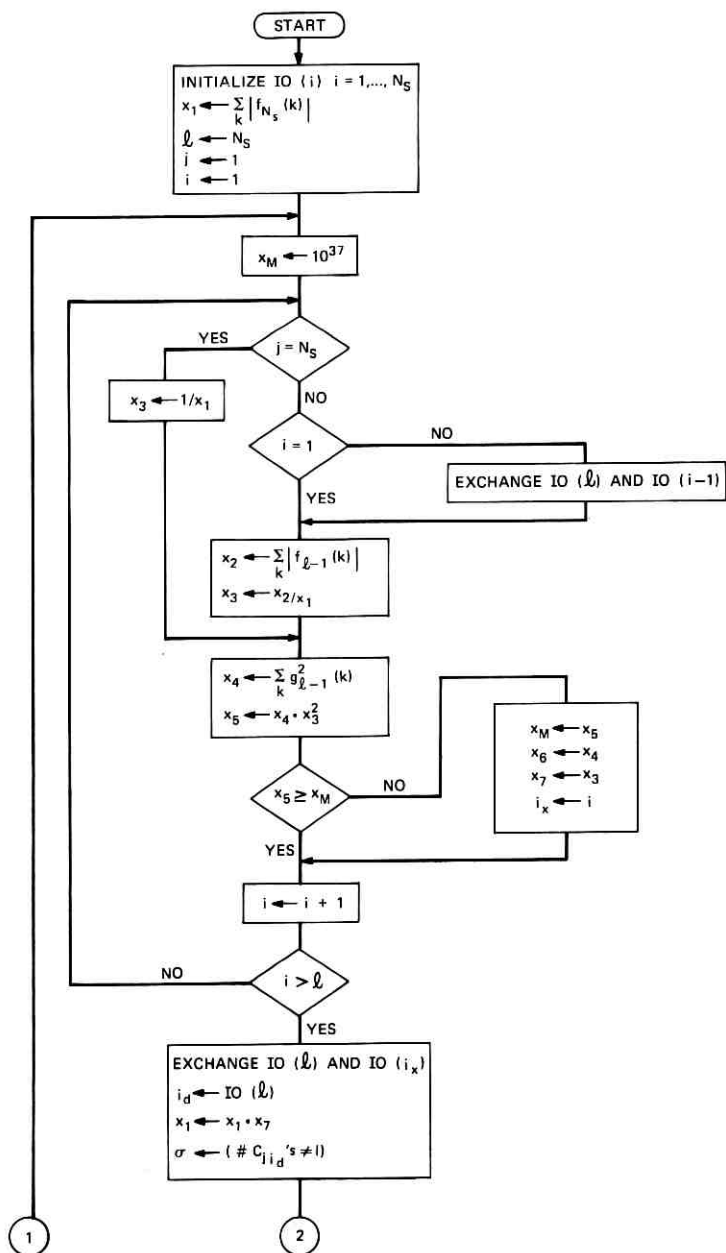 START
INITIALIZE IO (i) i = 1,..., N_S
x_1 ← Σ_k |f_{N_s}(k)|
ℓ ← N_S
j ← 1
i ← 1
x_M ← 10^37
YES
j = N_S
NO
x_3 ← 1/x_1
i = 1
NO
EXCHANGE IO (ℓ) AND IO (i-1)
YES
x_2 ← Σ_k |f_{ℓ-1}(k)|
x_3 ← x_2/x_1
x_4 ← Σ_k g²_{ℓ-1}(k)
x_5 ← x_4 • x_3²
x_M ← x_5
x_6 ← x_4
x_7 ← x_3
i_x ← i
x_5 ≥ x_M
NO
YES
i ← i + 1
NO
i > ℓ
YES
EXCHANGE IO (ℓ) AND IO (i_x)
i_d ← IO (ℓ)
x_1 ← x_1 • x_7
σ ← (# C_{jid}'s ≠ I)
1
2